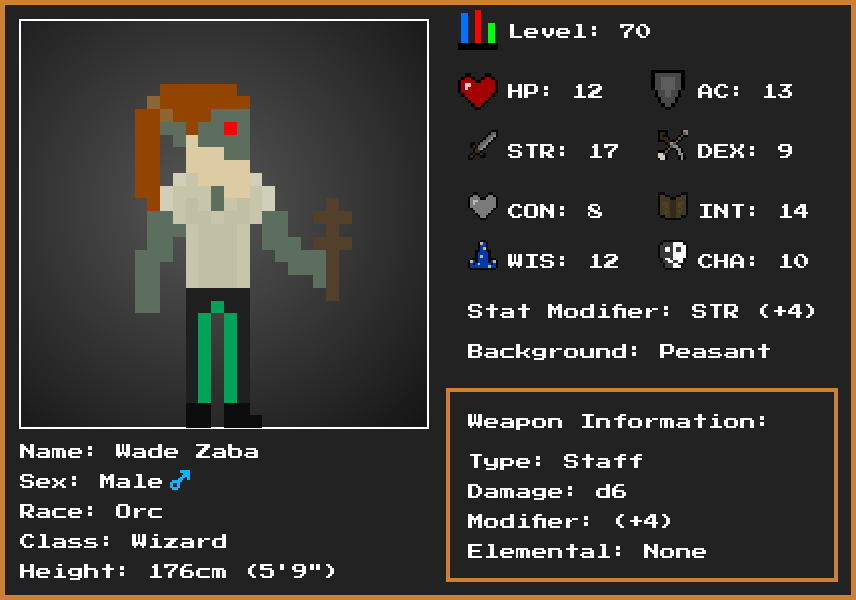 Level: 70
HP: 12 AC: 13
STR: 17 DEX: 9
CON: 8 INT: 14
WIS: 12 CHA: 10
Stat Modifier: STR (+4)
Background: Peasant
Weapon Information:
Type: Staff
Damage: d6
Modifier: (+4)
Elemental: None
Name: Wade Zaba
Sex: Male ♂
Race: Orc
Class: Wizard
Height: 176cm (5'9")